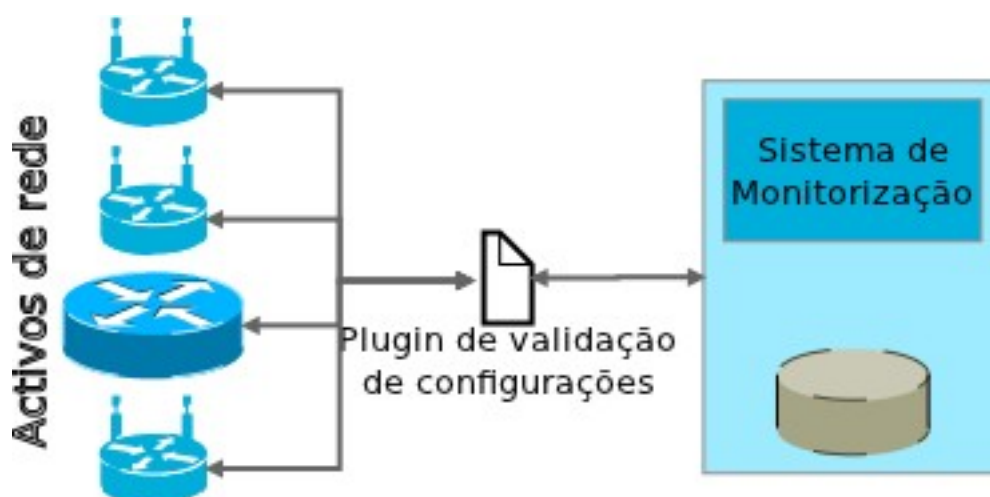 Activos de rede
Plugin de validação
de configurações
Sistema de
Monitorização